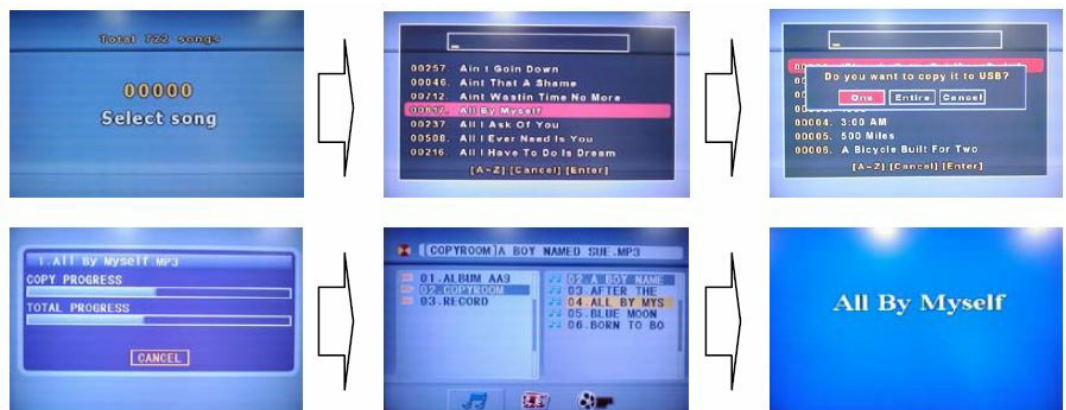 Total 722 songs
00000
Select song
00257. Ain t Goin Down
00046. Aint That A Shame
00712. Aint Wastin Time No More
All By Myself
00237. All I Ask Of You
00508. All I Ever Need Is You
00216. All I Have To Do Is Dream
[A~Z] [Cancel] [Enter]
Do you want to copy it to USB?
One Entire Cancel
00004. 3:00 AM
00005. 500 Miles
00006. A Bicycle Built For Two
[A~Z] [Cancel] [Enter]
1.All By Myself.MP3
COPY PROGRESS
TOTAL PROGRESS
CANCEL
[COPYROOM]A BOY NAMED SUE.MP3
01.ALBUM AA9
02.COPYROOM
03.RECORD
02.A BOY NAME
03.AFTER THE
04.ALL BY MYS
05.BLUE MOON
06.BORN TO BO
All By Myself